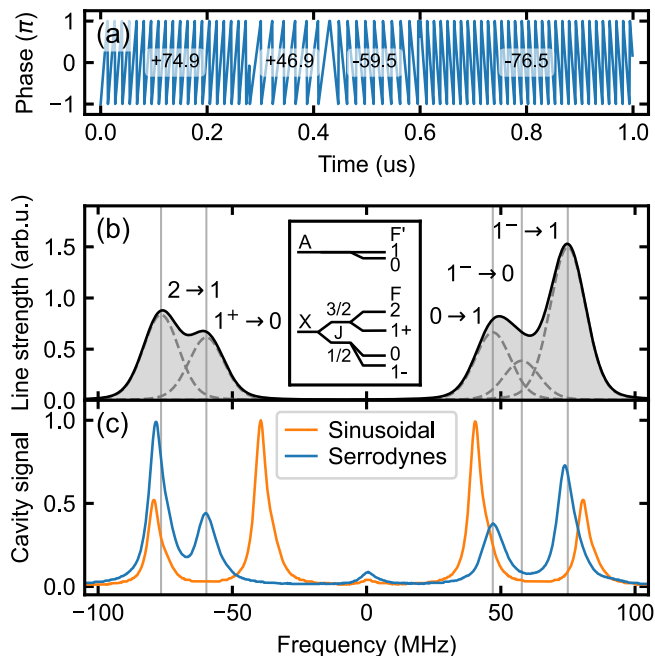 (a)
Phase (π)
1
0
−1
+74.9
+46.9
-59.5
-76.5
0.0 0.2 0.4 0.6 0.8 1.0
Time (us)
(b)
Line strength (arb.u.)
1.5
1.0
0.5
0.0
2→1
1⁺→0
0→1
1⁻→0
1⁻→1
A
F'
1
0
X
3/2
J
1/2
F
2
1+
0
1-
(c)
Cavity signal
1.0
0.5
0.0
Sinusoidal
Serrodynes
−100 −50 0 50 100
Frequency (MHz)